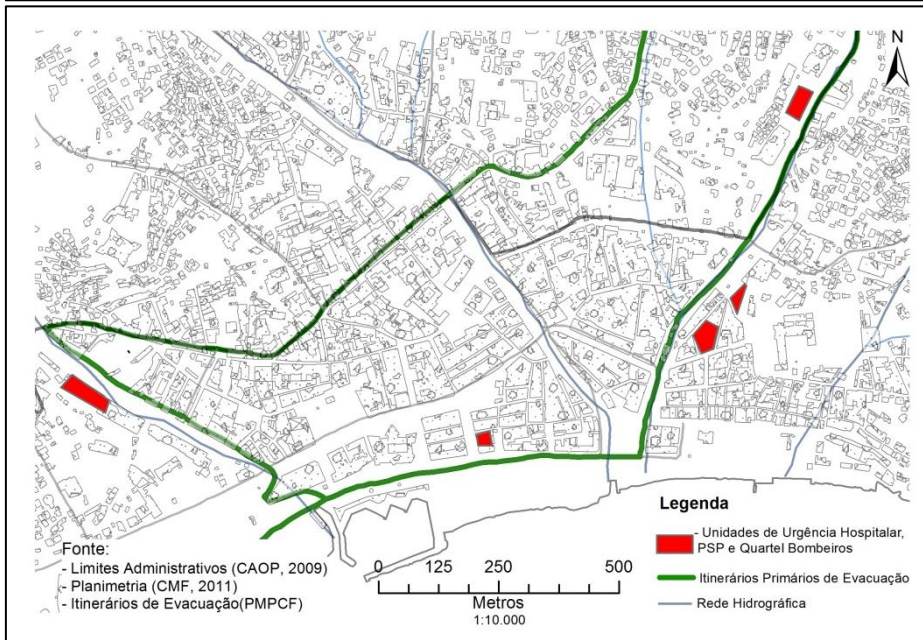 N
Legenda
- Unidades de Urgência Hospitalar,
PSP e Quartel Bombeiros
Itinerários Primários de Evacuação
Rede Hidrográfica
Fonte:
- Limites Administrativos (CAOP, 2009)
- Planimetria (CMF, 2011)
- Itinerários de Evacuação(PMPCF)
0 125 250 500
Metros
1:10.000